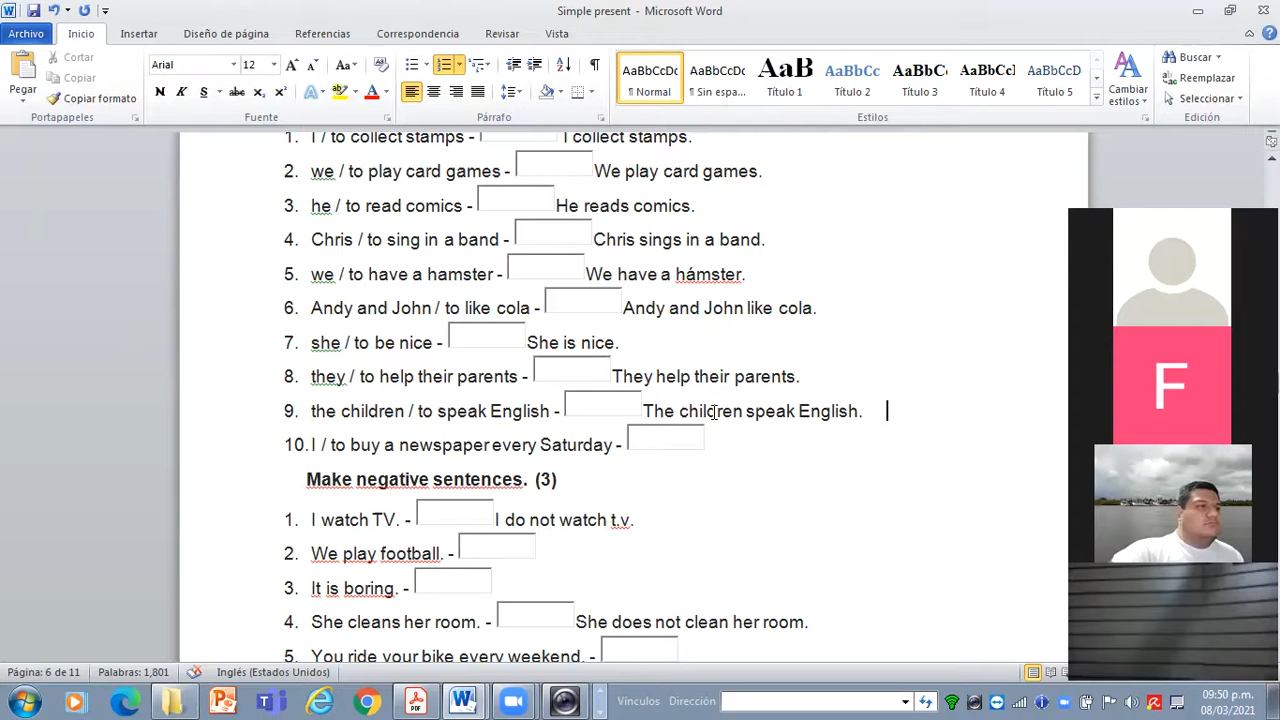 Simple present - Microsoft Word
Archivo Inicio Insertar Diseño de página Referencias Correspondencia Revisar Vista
Pegar
Cortar
Copiar
Copiar formato
Portapapeles
Arial 12
Fuente
Párrafo
AaBbCcDc AaBbCcDc AaB AaBbCc AaBbCc AaBbCcI AaBbCcD
¶ Normal ¶ Sin espa... Título 1 Título 2 Título 3 Título 4 Título 5
Cambiar estilos
Estilos
Buscar
Reemplazar
Seleccionar
Edición
1. I / to collect stamps - I collect stamps.
2. we / to play card games - We play card games.
3. he / to read comics - He reads comics.
4. Chris / to sing in a band - Chris sings in a band.
5. we / to have a hamster - We have a hámster.
6. Andy and John / to like cola - Andy and John like cola.
7. she / to be nice - She is nice.
8. they / to help their parents - They help their parents.
9. the children / to speak English - The children speak English.
10. I / to buy a newspaper every Saturday -
Make negative sentences. (3)
1. I watch TV. - I do not watch t.v.
2. We play football. -
3. It is boring. -
4. She cleans her room. - She does not clean her room.
5. You ride your bike every weekend. -
F
Página: 6 de 11 Palabras: 1,801 Inglés (Estados Unidos)
Vínculos Dirección
09:50 p.m.
08/03/2021